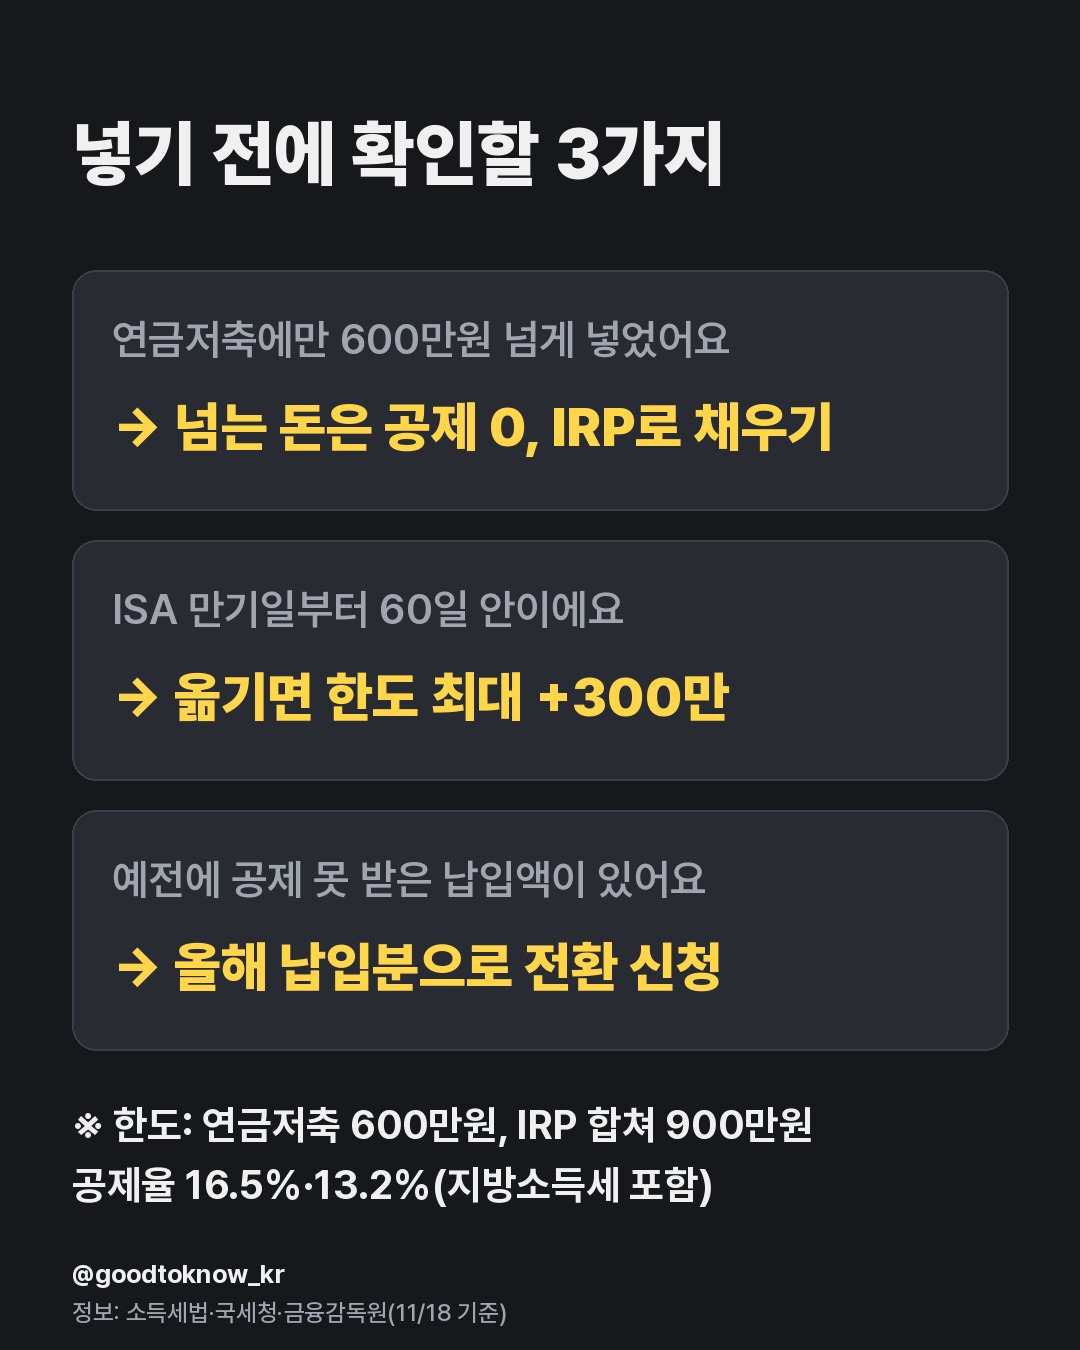 넣기 전에 확인할 3가지
연금저축에만 600만원 넘게 넣었어요
→ 넘는 돈은 공제 0, IRP로 채우기
ISA 만기일부터 60일 안이에요
→ 옮기면 한도 최대 +300만
예전에 공제 못 받은 납입액이 있어요
→ 올해 납입분으로 전환 신청
※ 한도: 연금저축 600만원, IRP 합쳐 900만원
공제율 16.5%·13.2%(지방소득세 포함)
@goodtoknow_kr
정보: 소득세법·국세청·금융감독원(11/18 기준)